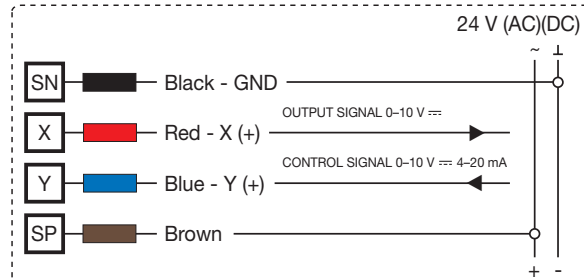 24 V (AC)(DC)
~ ⊥
SN Black - GND
X Red - X (+) OUTPUT SIGNAL 0–10 V ⎓
Y Blue - Y (+) CONTROL SIGNAL 0–10 V ⎓ 4–20 mA
SP Brown
+ -